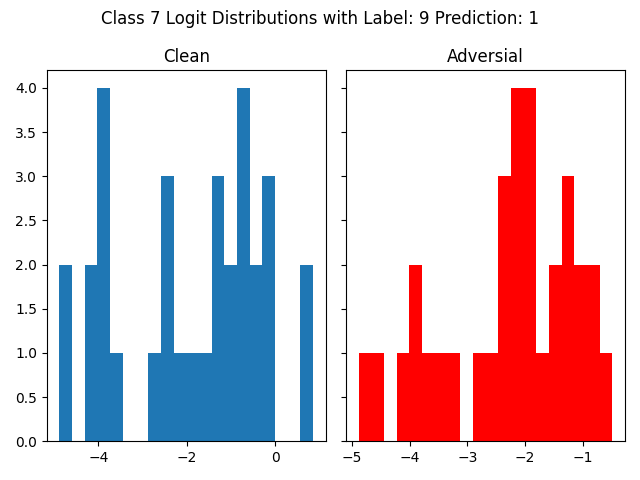 Class 7 Logit Distributions with Label: 9 Prediction: 1
Clean
Adversial
4.0
3.5
3.0
2.5
2.0
1.5
1.0
0.5
0.0
−4 −2 0
−5 −4 −3 −2 −1